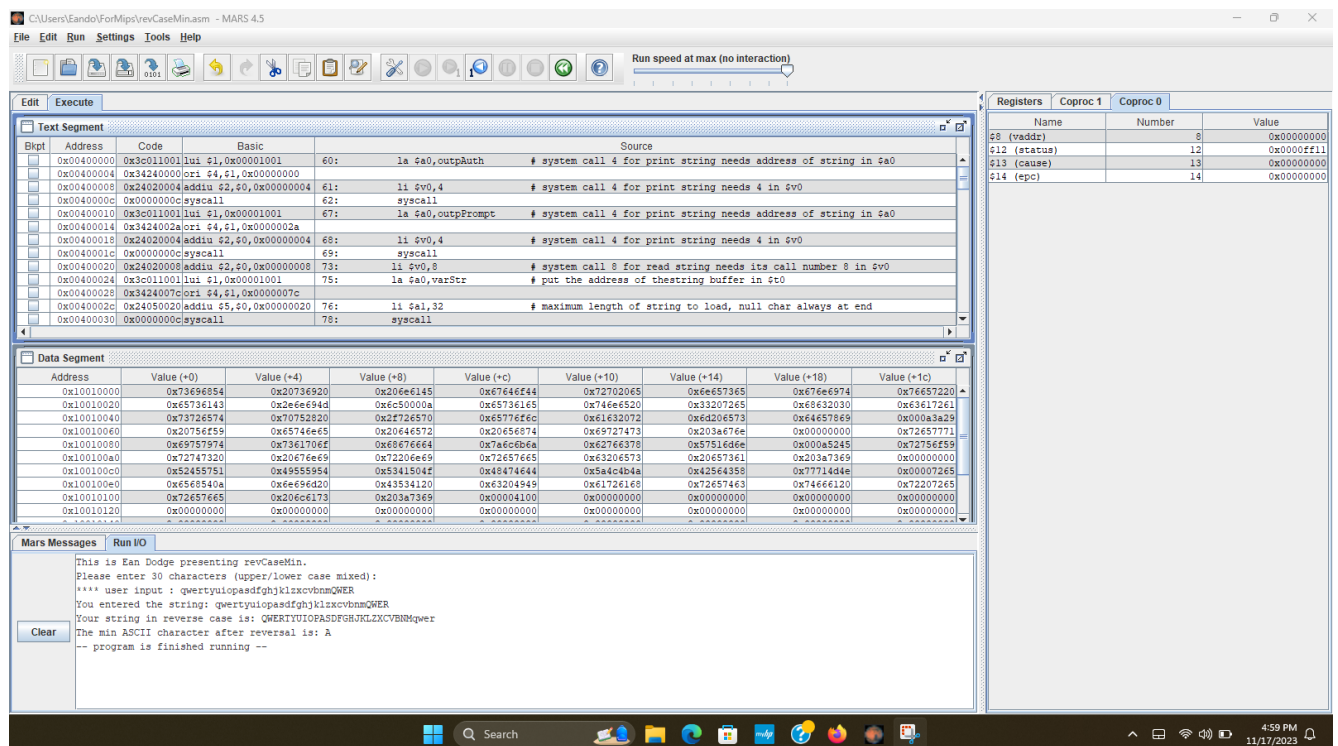 C:\Users\Eando\ForMips\revCaseMin.asm - MARS 4.5
File Edit Run Settings Tools Help
Run speed at max (no interaction)
Edit Execute
Text Segment
Bkpt Address Code Basic Source
0x00400000 0x3c011001 lui $1,0x00001001 60: la $a0,outpAuth # system call 4 for print string needs address of string in $a0
0x00400004 0x34240000 ori $4,$1,0x00000000
0x00400008 0x24020004 addiu $2,$0,0x00000004 61: li $v0,4 # system call 4 for print string needs 4 in $v0
0x0040000c 0x0000000c syscall 62: syscall
0x00400010 0x3c011001 lui $1,0x00001001 67: la $a0,outpPrompt # system call 4 for print string needs address of string in $a0
0x00400014 0x3424002a ori $4,$1,0x0000002a
0x00400018 0x24020004 addiu $2,$0,0x00000004 68: li $v0,4 # system call 4 for print string needs 4 in $v0
0x0040001c 0x0000000c syscall 69: syscall
0x00400020 0x24020008 addiu $2,$0,0x00000008 73: li $v0,8 # system call 8 for read string needs its call number 8 in $v0
0x00400024 0x3c011001 lui $1,0x00001001 75: la $a0,varStr # put the address of thestring buffer in $t0
0x00400028 0x3424007c ori $4,$1,0x0000007c
0x0040002c 0x24050020 addiu $5,$0,0x00000020 76: li $a1,32 # maximum length of string to load, null char always at end
0x00400030 0x0000000c syscall 78: syscall
Data Segment
Address Value (+0) Value (+4) Value (+8) Value (+c) Value (+10) Value (+14) Value (+18) Value (+1c)
0x10010000 0x73696854 0x20736920 0x206e6145 0x67646f44 0x72702065 0x6e657365 0x676e6974 0x76657220
0x10010020 0x65736143 0x2e6e694d 0x6c50000a 0x65736165 0x746e6520 0x33207265 0x68632030 0x63617261
0x10010040 0x73726574 0x70752820 0x2f726570 0x65776f6c 0x61632072 0x6d206573 0x64657869 0x000a3a29
0x10010060 0x20756f59 0x65746e65 0x20646572 0x20656874 0x69727473 0x203a676e 0x00000000 0x72657771
0x10010080 0x69757974 0x7361706f 0x68676664 0x7a6c6b6a 0x62766378 0x57516d6e 0x000a5245 0x72756f59
0x100100a0 0x72747320 0x20676e69 0x72206e69 0x72657665 0x63206573 0x20657361 0x203a7369 0x00000000
0x100100c0 0x52455751 0x49555954 0x5341504f 0x48474644 0x5a4c4b4a 0x42564358 0x77714d4e 0x00007265
0x100100e0 0x6568540a 0x6e696d20 0x43534120 0x63204949 0x61726168 0x72657463 0x74666120 0x72207265
0x10010100 0x72657665 0x206c6173 0x203a7369 0x00004100 0x00000000 0x00000000 0x00000000 0x00000000
0x10010120 0x00000000 0x00000000 0x00000000 0x00000000 0x00000000 0x00000000 0x00000000 0x00000000
Mars Messages Run I/O
This is Ean Dodge presenting revCaseMin.
Please enter 30 characters (upper/lower case mixed):
**** user input : qwertyuiopasdfghjklzxcvbnmQWER
You entered the string: qwertyuiopasdfghjklzxcvbnmQWER
Your string in reverse case is: QWERTYUIOPASDFGHJKLZXCVBNMqwer
The min ASCII character after reversal is: A
-- program is finished running --
Clear
Registers Coproc 1 Coproc 0
Name Number Value
$8 (vaddr) 8 0x00000000
$12 (status) 12 0x0000ff11
$13 (cause) 13 0x00000000
$14 (epc) 14 0x00000000
Search
4:59 PM
11/17/2023